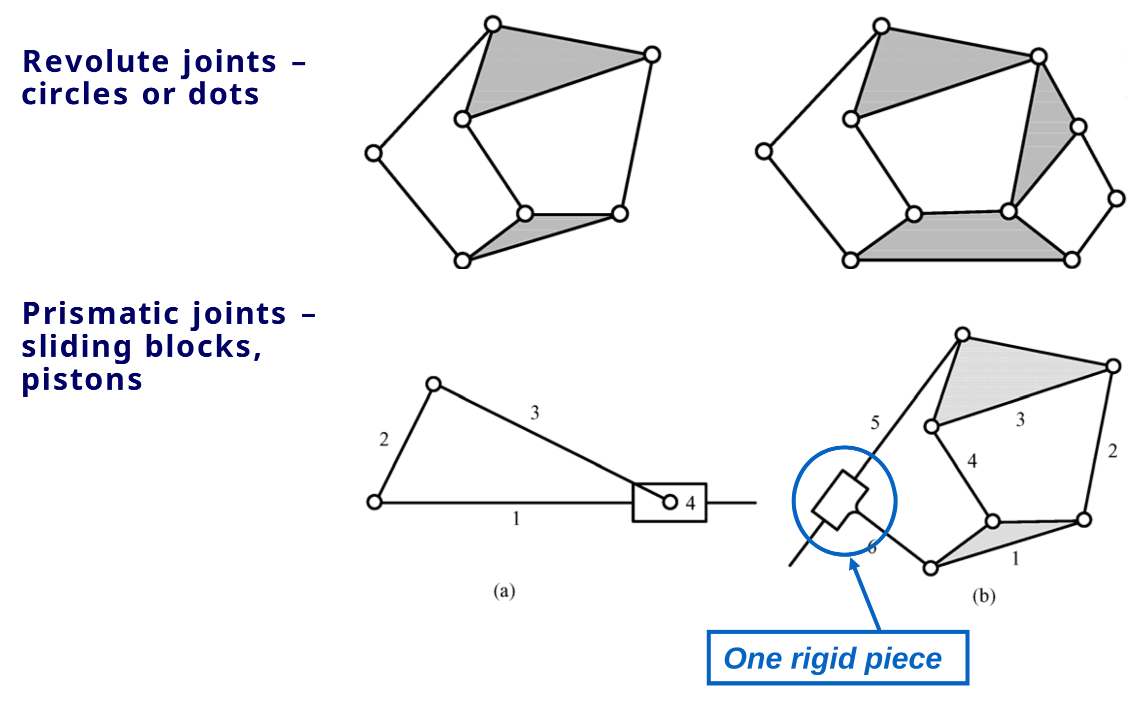 Revolute joints –
circles or dots
Prismatic joints –
sliding blocks,
pistons
2
3
1
4
(a)
5
3
2
4
6
1
(b)
One rigid piece